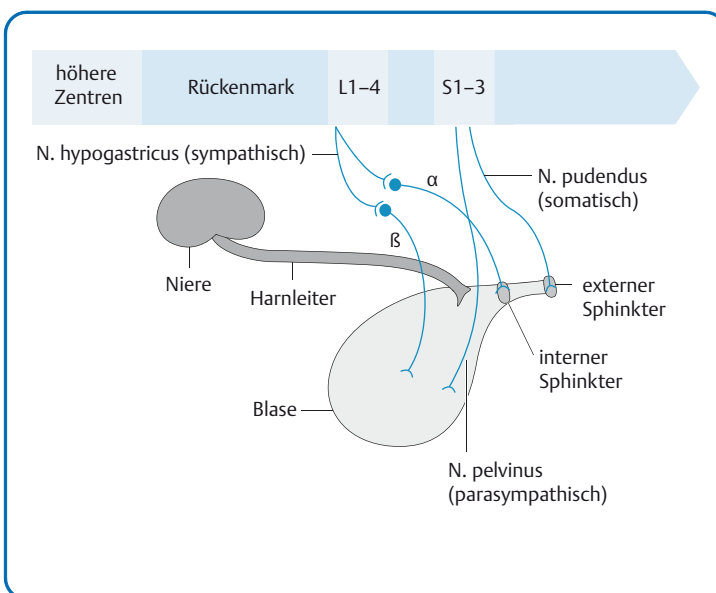 höhere
Zentren
Rückenmark
L1–4
S1–3
N. hypogastricus (sympathisch)
α
N. pudendus
(somatisch)
ß
Niere
Harnleiter
externer
Sphinkter
interner
Sphinkter
Blase
N. pelvinus
(parasympathisch)